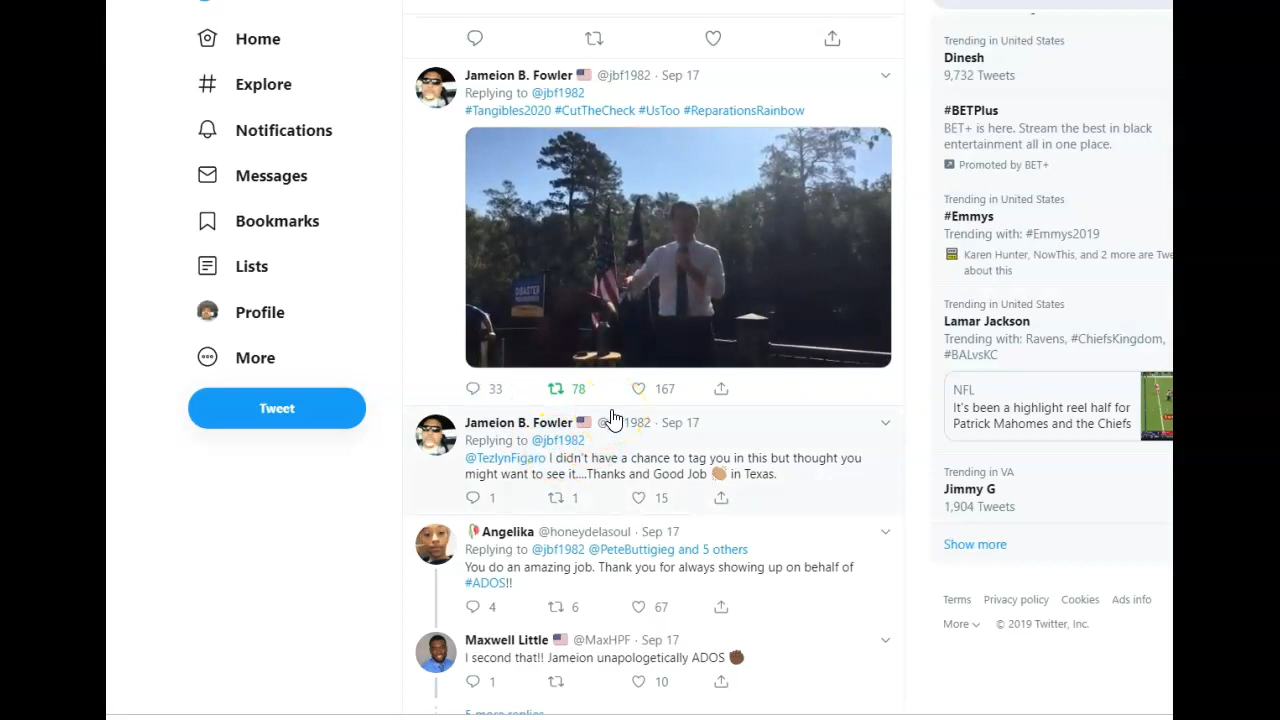 Home
Explore
Notifications
Messages
Bookmarks
Lists
Profile
More
Tweet
Jameion B. Fowler @jbf1982 · Sep 17
Replying to @jbf1982
#Tangibles2020 #CutTheCheck #UsToo #ReparationsRainbow
DISASTER
33 78 167
Jameion B. Fowler 1982 · Sep 17
Replying to @jbf1982
@TezlynFigaro I didn't have a chance to tag you in this but thought you
might want to see it....Thanks and Good Job in Texas.
1 1 15
Angelika @honeydelasoul · Sep 17
Replying to @jbf1982 @PeteButtigieg and 5 others
You do an amazing job. Thank you for always showing up on behalf of
#ADOS!!
4 6 67
Maxwell Little @MaxHPF · Sep 17
I second that!! Jameion unapologetically ADOS
1 10
5 more replies
Trending in United States
Dinesh
9,732 Tweets
#BETPlus
BET+ is here. Stream the best in black
entertainment all in one place.
Promoted by BET+
Trending in United States
#Emmys
Trending with: #Emmys2019
Karen Hunter, NowThis, and 2 more are Twe
about this
Trending in United States
Lamar Jackson
Trending with: Ravens, #ChiefsKingdom,
#BALvsKC
NFL
It's been a highlight reel half for
Patrick Mahomes and the Chiefs
Trending in VA
Jimmy G
1,904 Tweets
Show more
Terms Privacy policy Cookies Ads info
More © 2019 Twitter, Inc.